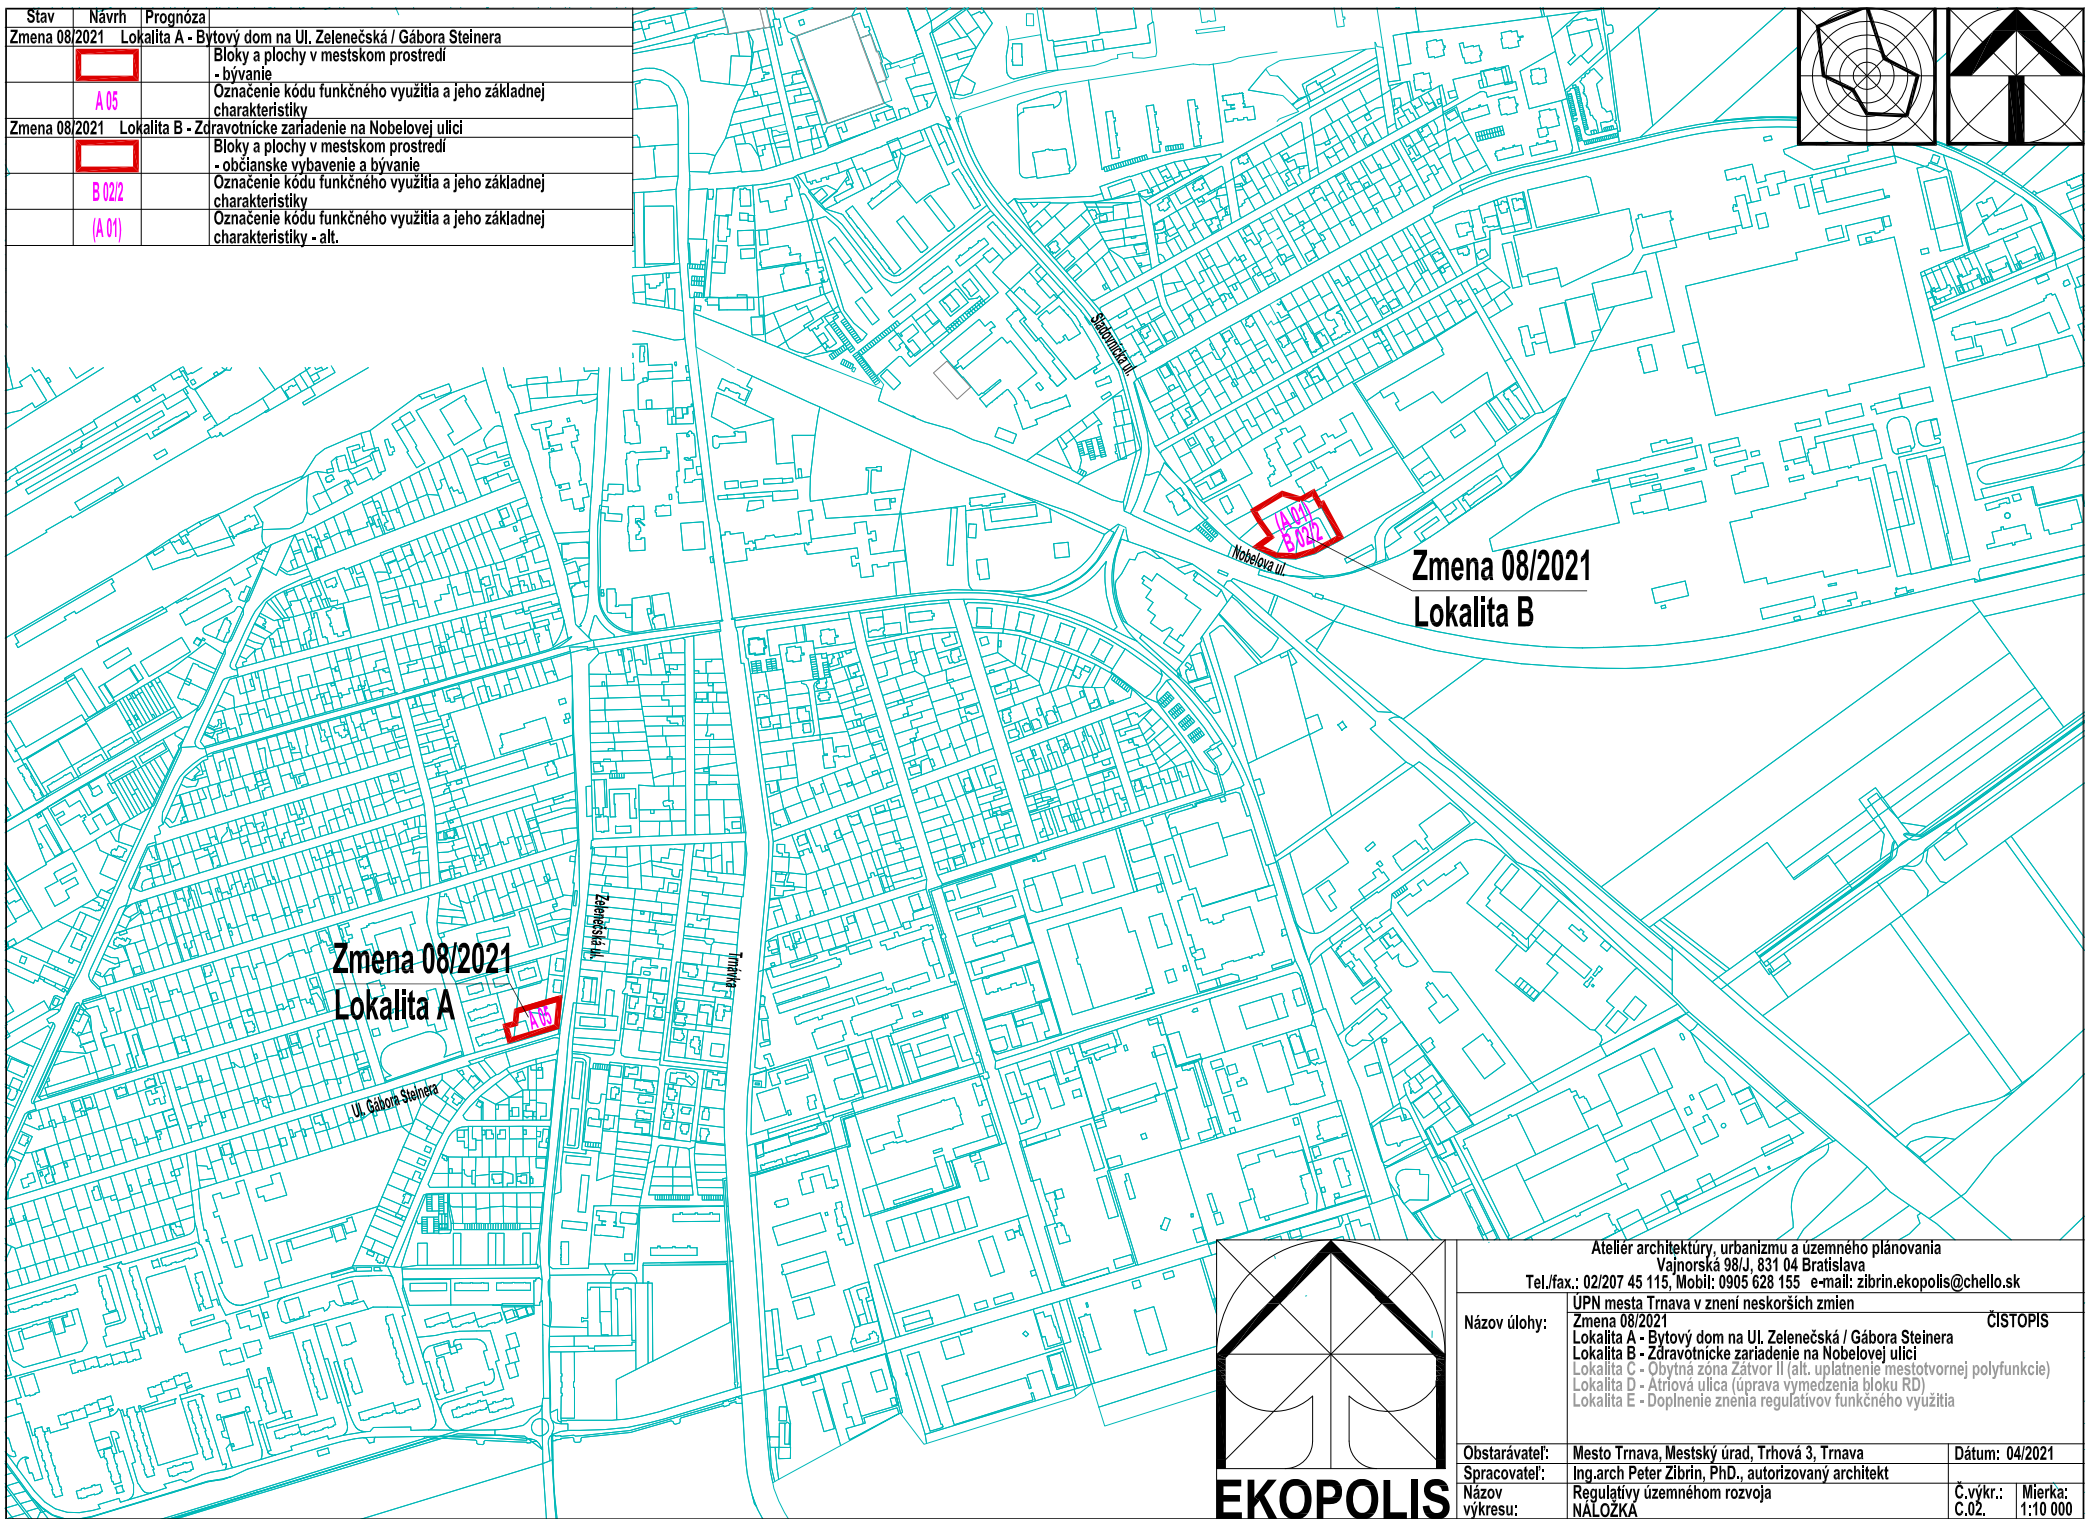 Stav Návrh Prognóza
Zmena 08/2021 Lokalita A - Bytový dom na Ul. Zelenečská / Gábora Steinera
Bloky a plochy v mestskom prostredí
- bývanie
A 05
Označenie kódu funkčného využitia a jeho základnej
charakteristiky
Zmena 08/2021 Lokalita B - Zdravotnícke zariadenie na Nobelovej ulici
Bloky a plochy v mestskom prostredí
- občianske vybavenie a bývanie
B 02/2
Označenie kódu funkčného využitia a jeho základnej
charakteristiky
(A 01)
Označenie kódu funkčného využitia a jeho základnej
charakteristiky - alt.
Sladovnícka ul.
(A 01)
B 02/2
Nobelova ul.
Zmena 08/2021
Lokalita B
Zelenečská ul.
Trnávka
Zmena 08/2021
Lokalita A
A 05
Ul. Gábora Steinera
EKOPOLIS
Ateliér architektúry, urbanizmu a územného plánovania
Vajnorská 98/J, 831 04 Bratislava
Tel./fax.: 02/207 45 115, Mobil: 0905 628 155 e-mail: zibrin.ekopolis@chello.sk
Názov úlohy:
ÚPN mesta Trnava v znení neskorších zmien
Zmena 08/2021 ČISTOPIS
Lokalita A - Bytový dom na Ul. Zelenečská / Gábora Steinera
Lokalita B - Zdravotnícke zariadenie na Nobelovej ulici
Lokalita C - Obytná zóna Zátvor II (alt. uplatnenie mestotvornej polyfunkcie)
Lokalita D - Átriová ulica (úprava vymedzenia bloku RD)
Lokalita E - Doplnenie znenia regulatívov funkčného využitia
Obstarávateľ: Mesto Trnava, Mestský úrad, Trhová 3, Trnava Dátum: 04/2021
Spracovateľ: Ing.arch Peter Zibrin, PhD., autorizovaný architekt
Názov výkresu: Regulatívy územnéhom rozvoja
NÁLOŽKA
Č.výkr.: C.02.
Mierka: 1:10 000